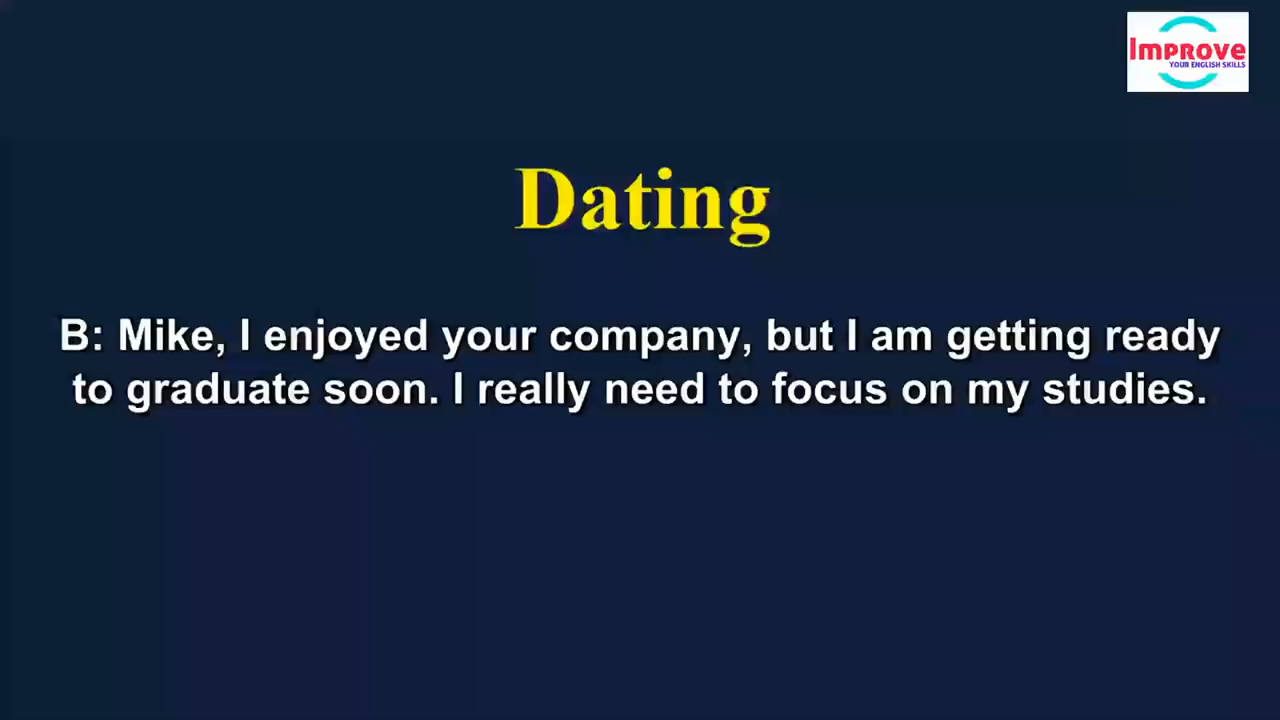 Improve
YOUR ENGLISH SKILLS
Dating
B: Mike, I enjoyed your company, but I am getting ready
to graduate soon. I really need to focus on my studies.